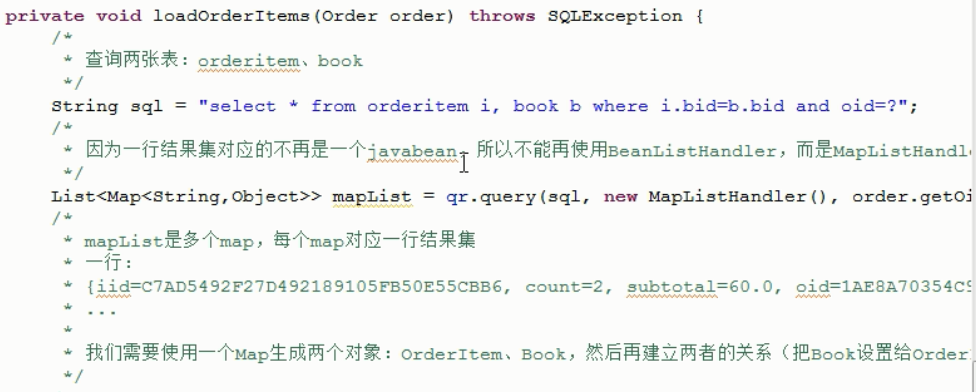 private void loadOrderItems(Order order) throws SQLException {
/*
* 查询两张表：orderitem、book
*/
String sql = "select * from orderitem i, book b where i.bid=b.bid and oid=?";
/*
* 因为一行结果集对应的不再是一个javabean，所以不能再使用BeanListHandler，而是MapListHandl
*/
List<Map<String,Object>> mapList = qr.query(sql, new MapListHandler(), order.getOi
/*
* mapList是多个map，每个map对应一行结果集
* 一行：
* {iid=C7AD5492F27D492189105FB50E55CBB6, count=2, subtotal=60.0, oid=1AE8A70354C9
* ...
*
* 我们需要使用一个Map生成两个对象：OrderItem、Book，然后再建立两者的关系（把Book设置给Order
*/